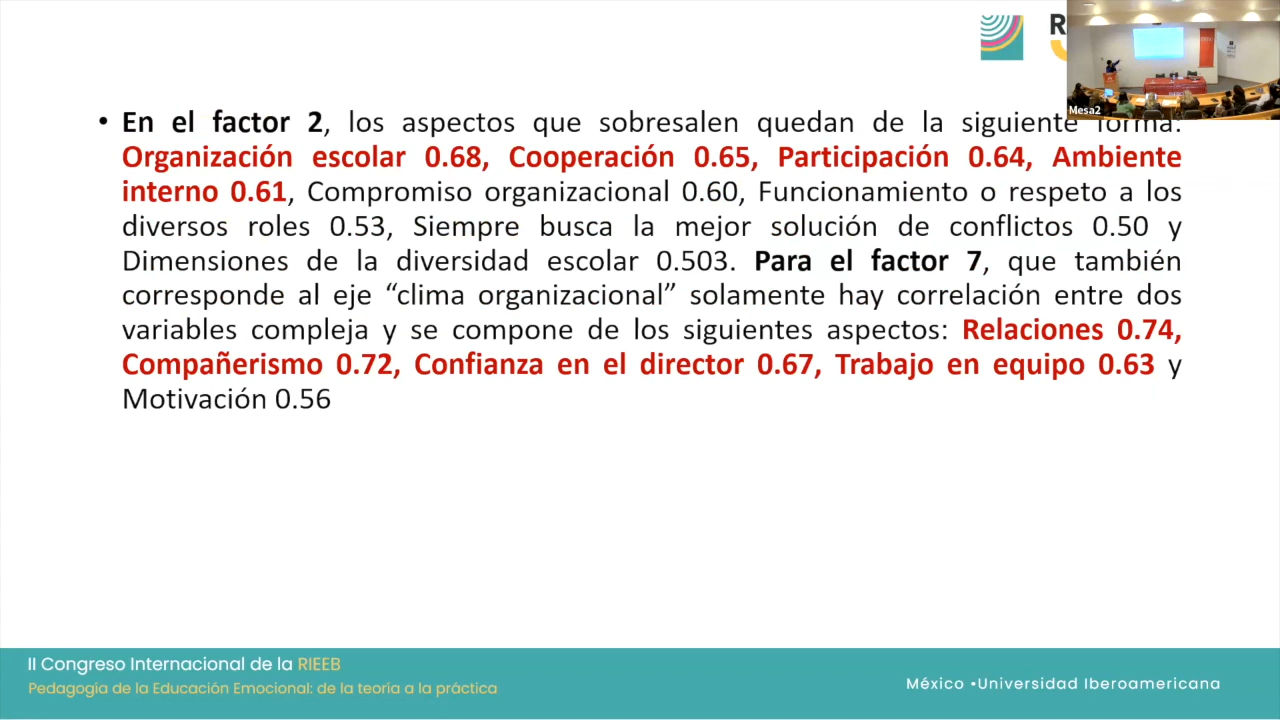 R
Mesa2
• En el factor 2, los aspectos que sobresalen quedan de la siguiente forma:
Organización escolar 0.68, Cooperación 0.65, Participación 0.64, Ambiente
interno 0.61, Compromiso organizacional 0.60, Funcionamiento o respeto a los
diversos roles 0.53, Siempre busca la mejor solución de conflictos 0.50 y
Dimensiones de la diversidad escolar 0.503. Para el factor 7, que también
corresponde al eje “clima organizacional” solamente hay correlación entre dos
variables compleja y se compone de los siguientes aspectos: Relaciones 0.74,
Compañerismo 0.72, Confianza en el director 0.67, Trabajo en equipo 0.63 y
Motivación 0.56
II Congreso Internacional de la RIEEB
Pedagogía de la Educación Emocional: de la teoría a la práctica
México •Universidad Iberoamericana